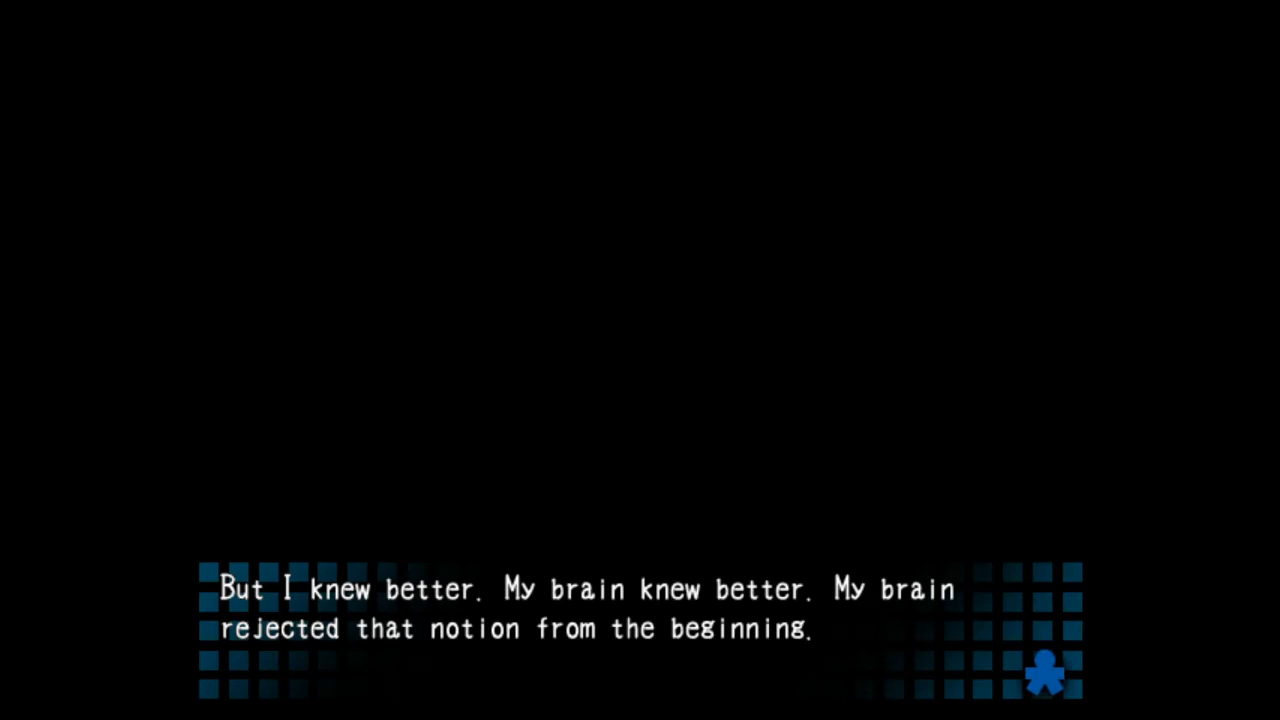 But I knew better. My brain knew better. My brain
rejected that notion from the beginning.